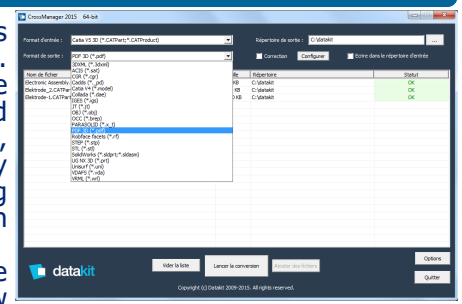 CrossManager 2015 64-bit
Format d'entrée : Catia V5 3D (*.CATPart;*.CATProduct)
Répertoire de sortie : C:\datakit ...
Format de sortie : PDF 3D (*.pdf)
Correction Configurer Ecrire dans le répertoire d'entrée
3DXML (*.3dxml)
ACIS (*.sat)
CGR (*.cgr)
Cadds (*._pd)
Catia V4 (*.model)
Collada (*.dae)
IGES (*.igs)
JT (*.jt)
OBJ (*.obj)
OCC (*.brep)
PARASOLID (*.x_t)
PDF 3D (*.pdf)
Robface facets (*.rf)
STEP (*.stp)
STL (*.stl)
SolidWorks (*.sldprt;*.sldasm)
UG NX 3D (*.prt)
Unisurf (*.uni)
VDAFS (*.vda)
VRML (*.wrl)
Nom de fichier Répertoire Statut
Electronic Assembly. KB C:\datakit OK
Elektrode_2.CATPar KB C:\datakit OK
Elektrode-1.CATPar KB C:\datakit OK
datakit
Vider la liste Lancer la conversion Ajouter des fichiers Options
Quitter
Copyright (c) Datakit 2009-2015. All rights reserved.